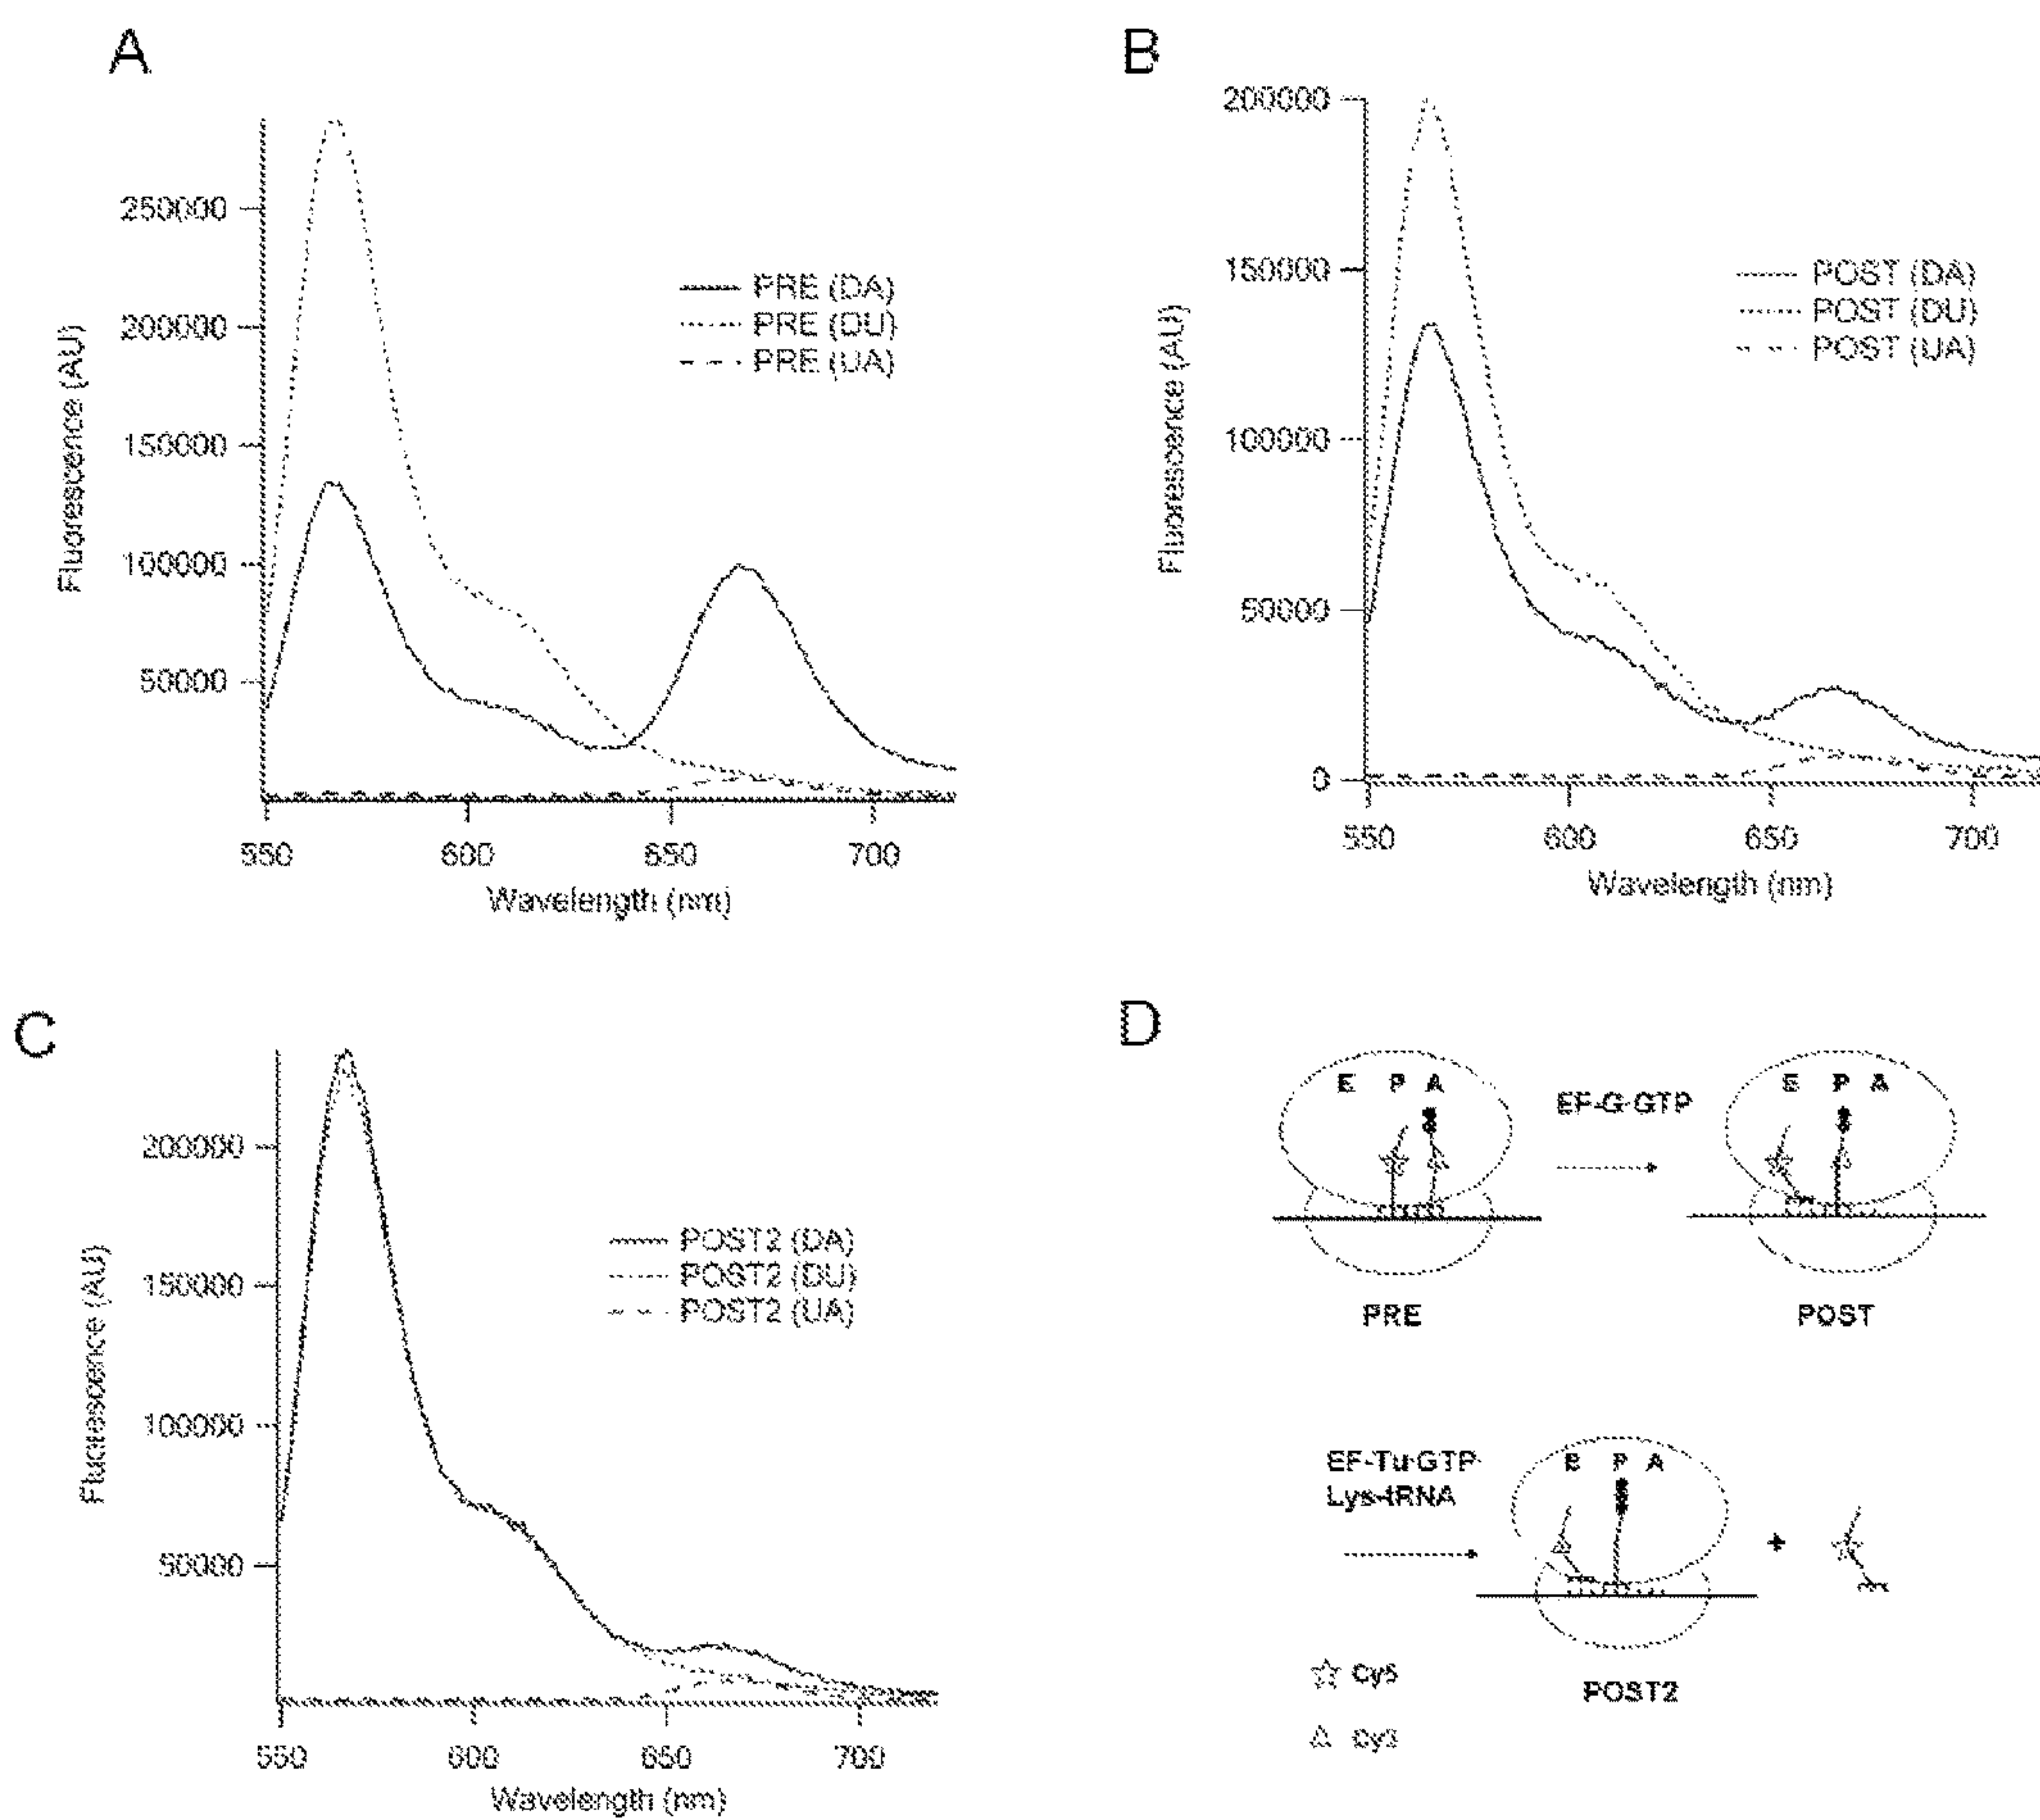 A
250000
200000
150000
100000
50000
Fluorescence (AU)
PRE (DA)
PRE (DU)
PRE (UA)
550 600 650 700
Wavelength (nm)
B
200000
150000
100000
50000
0
Fluorescence (AU)
POST (DA)
POST (DU)
POST (UA)
550 600 650 700
Wavelength (nm)
C
200000
150000
100000
50000
Fluorescence (AU)
POST2 (DA)
POST2 (DU)
POST2 (UA)
550 600 650 700
Wavelength (nm)
D
E P A
EF-G·GTP
E P A
PRE
POST
EF-Tu·GTP·
Lys-tRNA
E P A
+
POST2
Cy5
Cy3